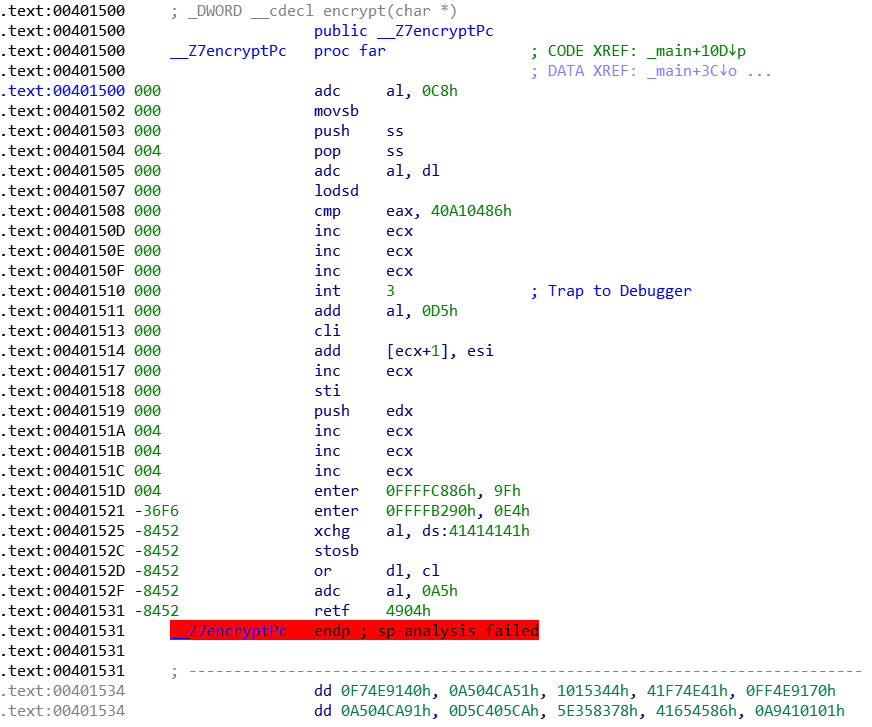 .text:00401500 ; _DWORD __cdecl encrypt(char *)
.text:00401500 public __Z7encryptPc
.text:00401500 __Z7encryptPc proc far ; CODE XREF: _main+10D↓p
.text:00401500 ; DATA XREF: _main+3C↓o ...
.text:00401500 000 adc al, 0C8h
.text:00401502 000 movsb
.text:00401503 000 push ss
.text:00401504 004 pop ss
.text:00401505 000 adc al, dl
.text:00401507 000 lodsd
.text:00401508 000 cmp eax, 40A10486h
.text:0040150D 000 inc ecx
.text:0040150E 000 inc ecx
.text:0040150F 000 inc ecx
.text:00401510 000 int 3 ; Trap to Debugger
.text:00401511 000 add al, 0D5h
.text:00401513 000 cli
.text:00401514 000 add [ecx+1], esi
.text:00401517 000 inc ecx
.text:00401518 000 sti
.text:00401519 000 push edx
.text:0040151A 004 inc ecx
.text:0040151B 004 inc ecx
.text:0040151C 004 inc ecx
.text:0040151D 004 enter 0FFFFC886h, 9Fh
.text:00401521 -36F6 enter 0FFFFB290h, 0E4h
.text:00401525 -8452 xchg al, ds:41414141h
.text:0040152C -8452 stosb
.text:0040152D -8452 or dl, cl
.text:0040152F -8452 adc al, 0A5h
.text:00401531 -8452 retf 4904h
.text:00401531 __Z7encryptPc endp ; sp-analysis failed
.text:00401531
.text:00401531 ; ---------------------------------------------------------------------------
.text:00401534 dd 0F74E9140h, 0A504CA51h, 1015344h, 41F74E41h, 0FF4E9170h
.text:00401534 dd 0A504CA91h, 0D5C405CAh, 5E358378h, 41654586h, 0A9410101h